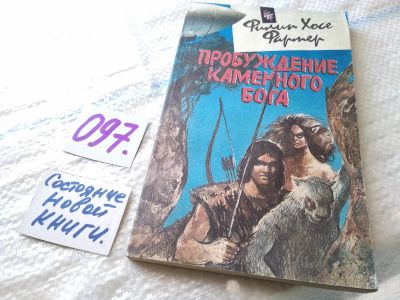 Филип Хосе
Фармер
ПРОБУЖДЕНИЕ
КАМЕННОГО
БОГА
097.
Состояние
новой
книги.